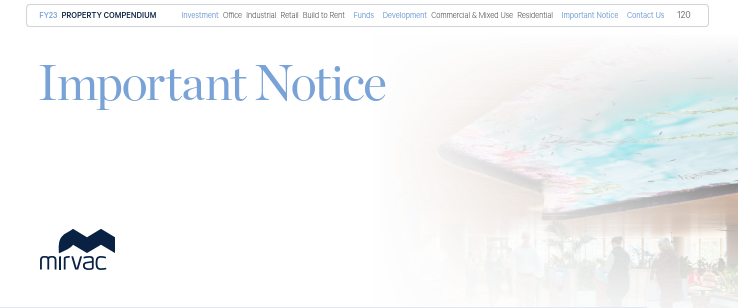 FY23 PROPERTY COMPENDIUM Investment Office Industrial Retail Build to Rent Funds Development Commercial & Mixed Use Residential Important Notice Contact Us 120
Important Notice
mirvac